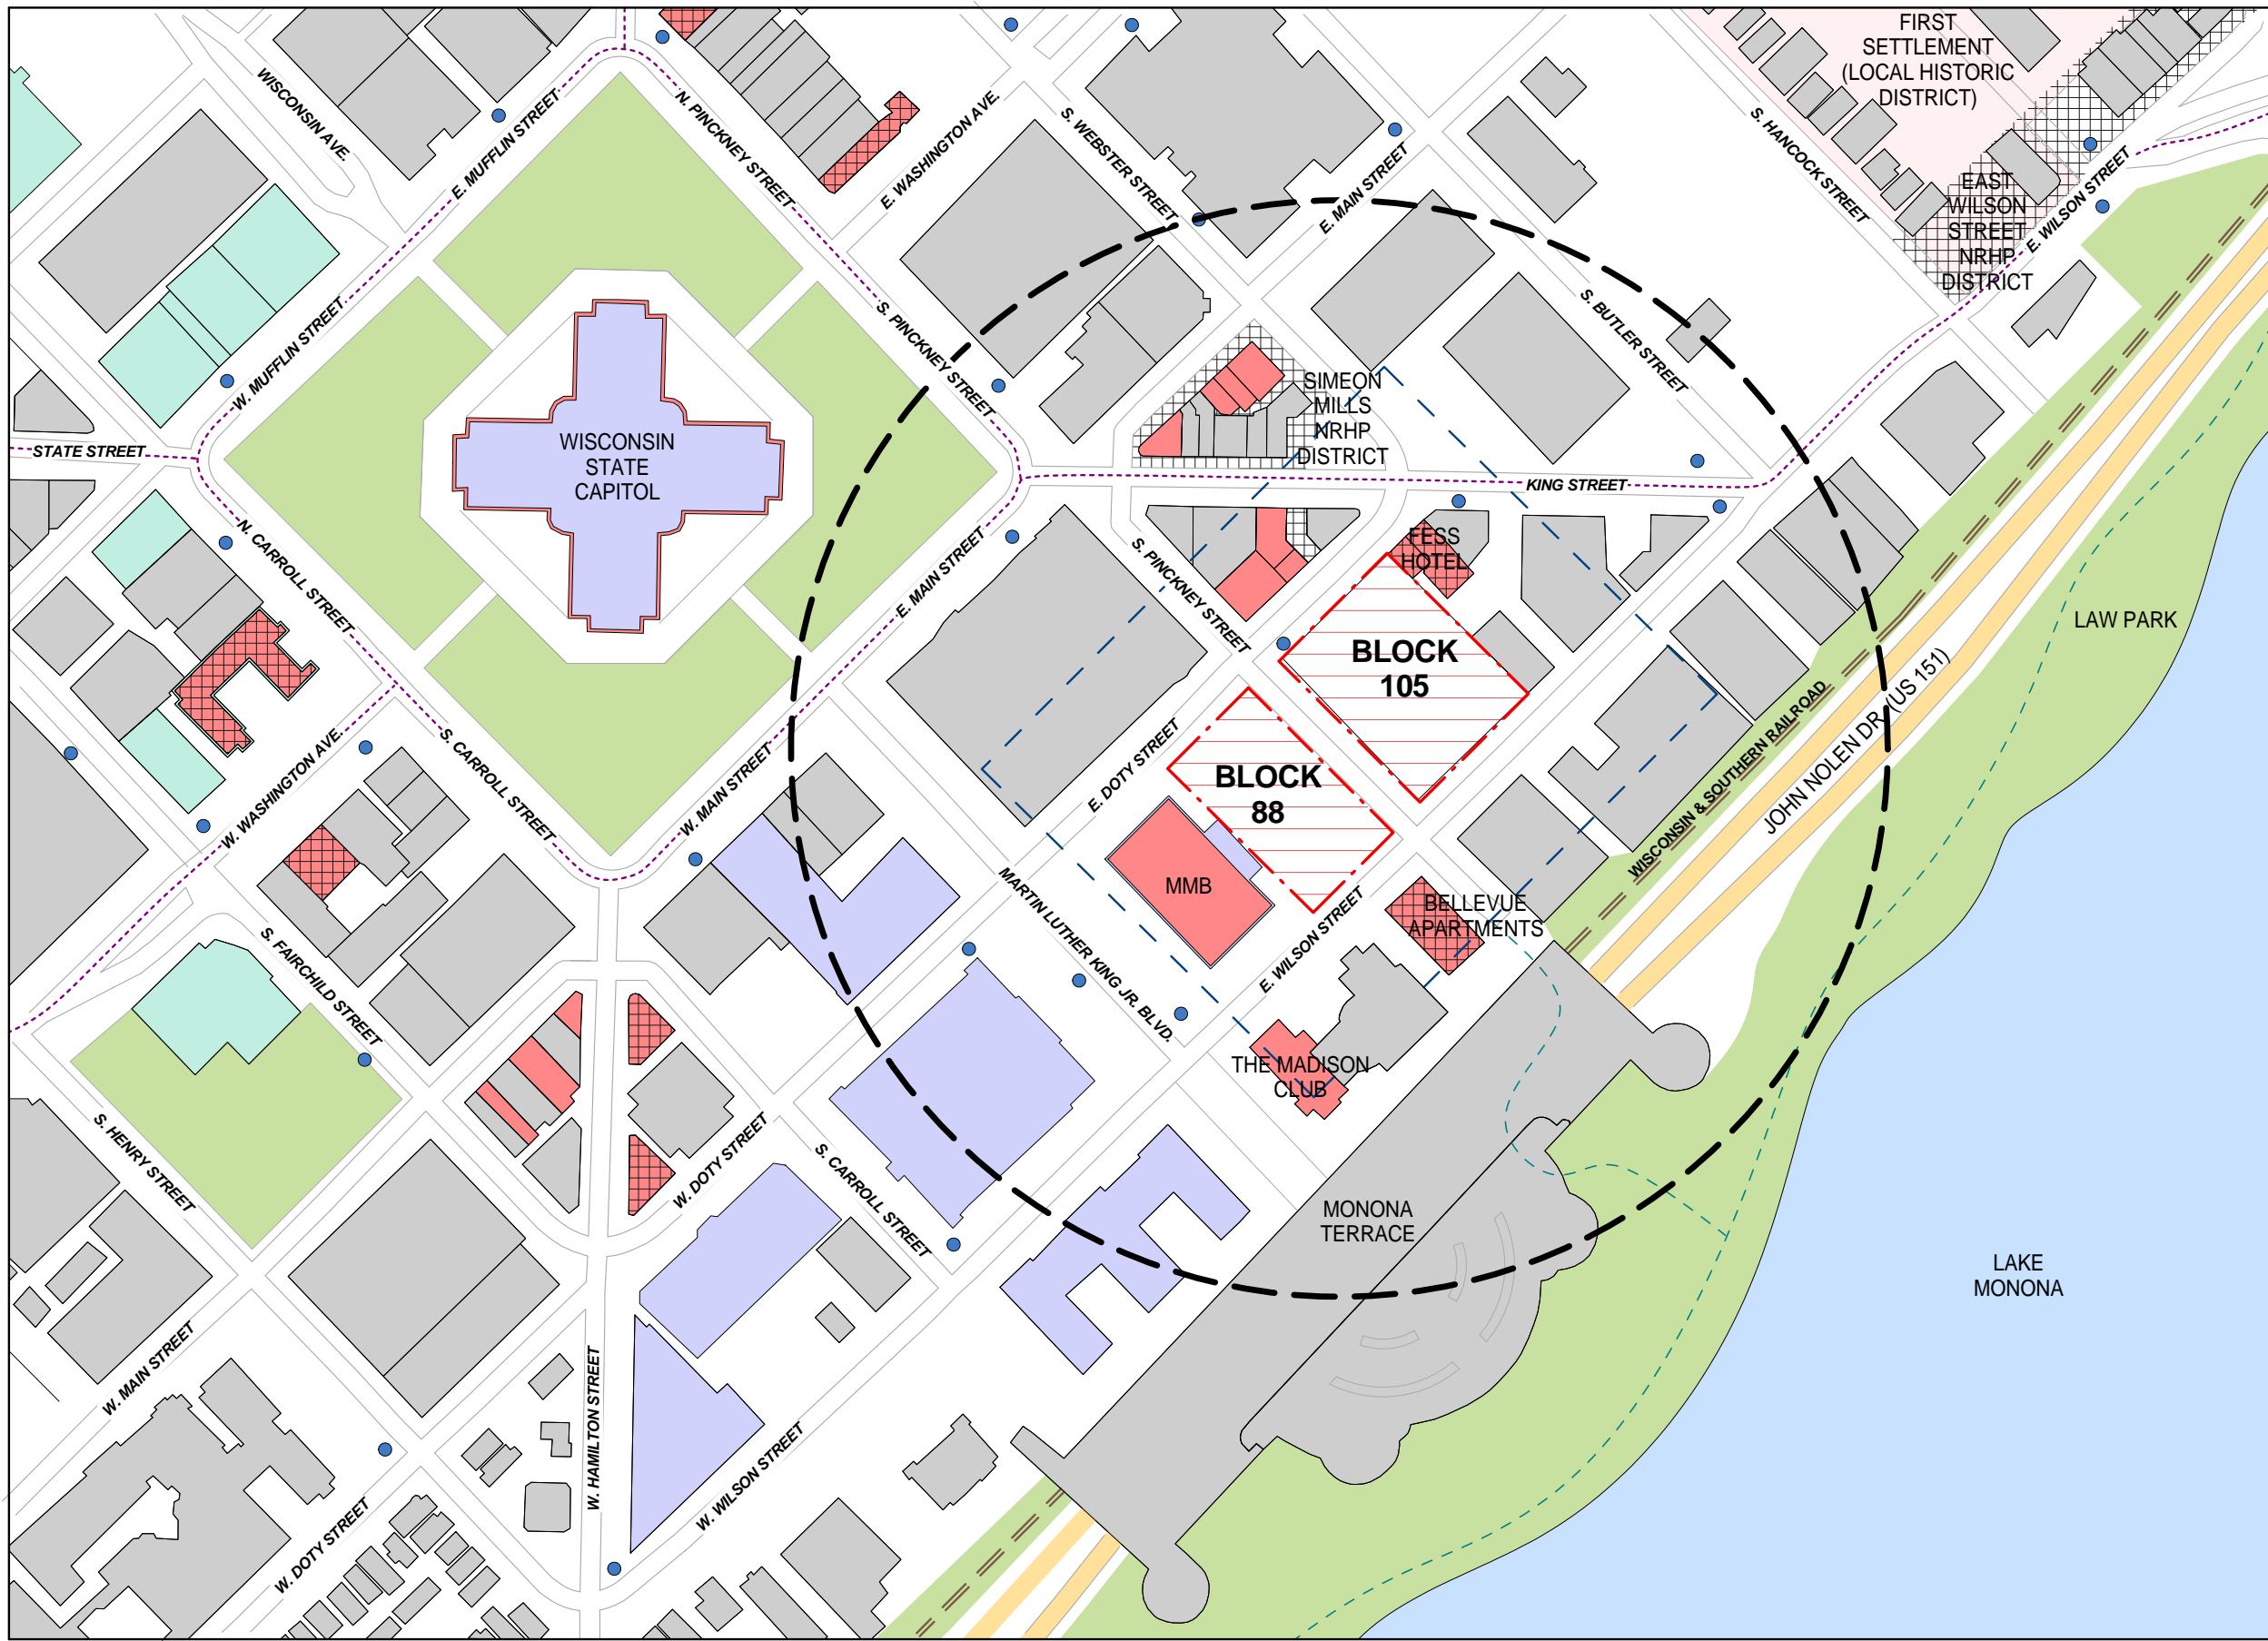 FIRST
SETTLEMENT
(LOCAL HISTORIC
DISTRICT)
WISCONSIN AVE.
E. MUFFLIN STREET
N. PINCKNEY STREET
E. WASHINGTON AVE.
S. WEBSTER STREET
E. MAIN STREET
S. HANCOCK STREET
EAST
WILSON
STREET
NRHP
DISTRICT
E. WILSON STREET
W. MUFFLIN STREET
S. PINCKNEY STREET
S. BUTLER STREET
SIMEON
MILLS
NRHP
DISTRICT
STATE STREET
WISCONSIN
STATE
CAPITOL
KING STREET
N. CARROLL STREET
E. MAIN STREET
S. PINCKNEY STREET
FESS
HOTEL
LAW PARK
BLOCK
105
W. WASHINGTON AVE.
S. CARROLL STREET
W. MAIN STREET
E. DOTY STREET
BLOCK
88
WISCONSIN & SOUTHERN RAILROAD
JOHN NOLEN DR. (US 151)
MMB
MARTIN LUTHER KING JR. BLVD.
E. WILSON STREET
BELLEVUE
APARTMENTS
S. FAIRCHILD STREET
THE MADISON
CLUB
S. HENRY STREET
W. DOTY STREET
S. CARROLL STREET
MONONA
TERRACE
LAKE
MONONA
W. MAIN STREET
W. HAMILTON STREET
W. WILSON STREET
W. DOTY STREET